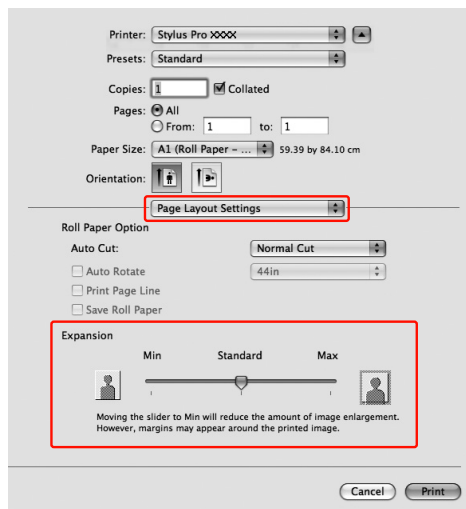 Printer: Stylus Pro XXXX
Presets: Standard
Copies: 1 Collated
Pages: All
From: 1 to: 1
Paper Size: A1 (Roll Paper – ... 59.39 by 84.10 cm
Orientation:
Page Layout Settings
Roll Paper Option
Auto Cut: Normal Cut
Auto Rotate 44in
Print Page Line
Save Roll Paper
Expansion
Min Standard Max
Moving the slider to Min will reduce the amount of image enlargement.
However, margins may appear around the printed image.
Cancel Print